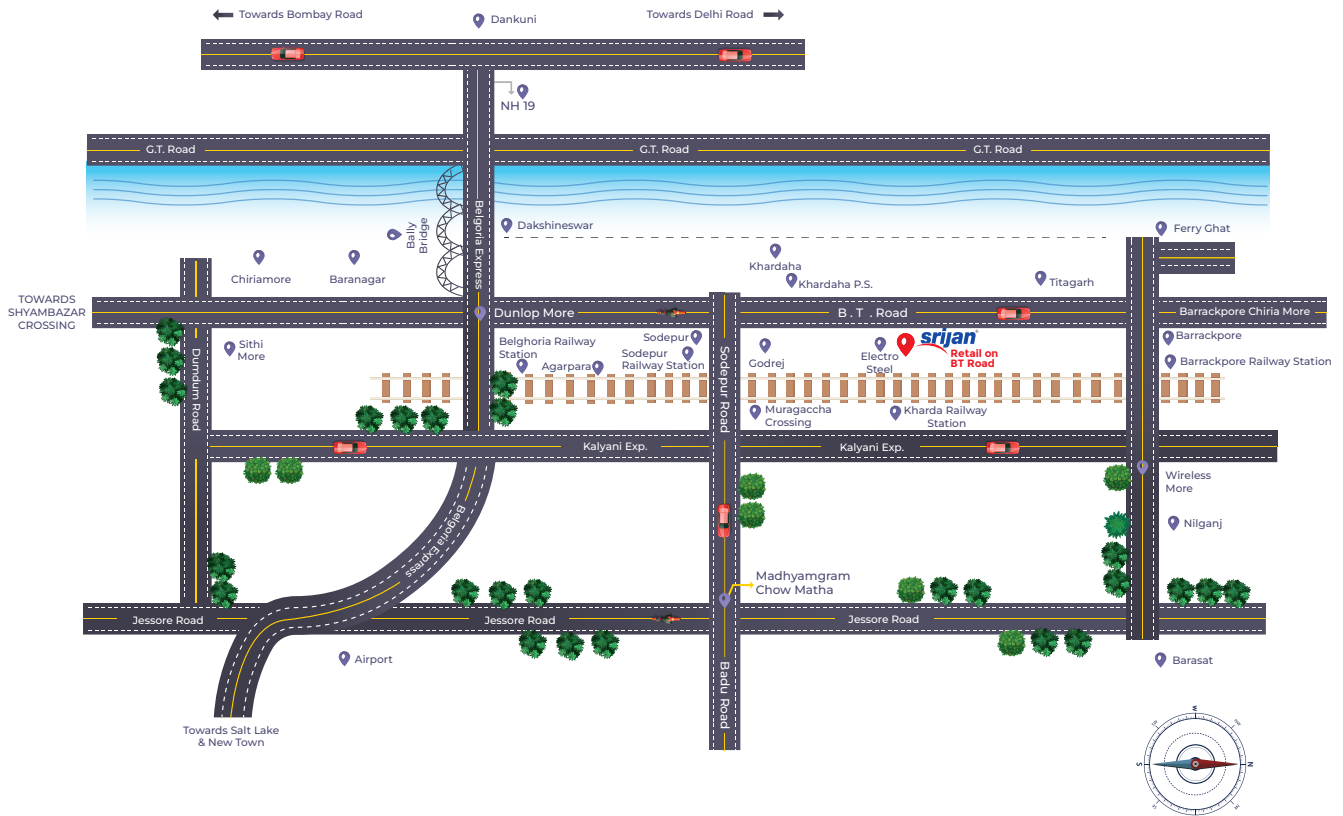 Towards Bombay Road
Dankuni
Towards Delhi Road
NH 19
G.T. Road
G.T. Road
G.T. Road
Belgoria Express
Bally
Bridge
Dakshineswar
Ferry Ghat
Chiriamore
Baranagar
Khardaha
Khardaha P.S.
Titagarh
TOWARDS
SHYAMBAZAR
CROSSING
Dunlop More
B . T . Road
Barrackpore Chiria More
Sithi
More
Dumdum Road
Belghoria Railway
Station
Agarpara
Sodepur
Sodepur
Railway Station
Sodepur Road
Godrej
Electro
Steel
srijan
Retail on
BT Road
Barrackpore
Barrackpore Railway Station
Muragaccha
Crossing
Kharda Railway
Station
Kalyani Exp.
Kalyani Exp.
Wireless
More
Belgoria Express
Nilganj
Madhyamgram
Chow Matha
Jessore Road
Jessore Road
Jessore Road
Airport
Badu Road
Barasat
Towards Salt Lake
& New Town
W
S
N